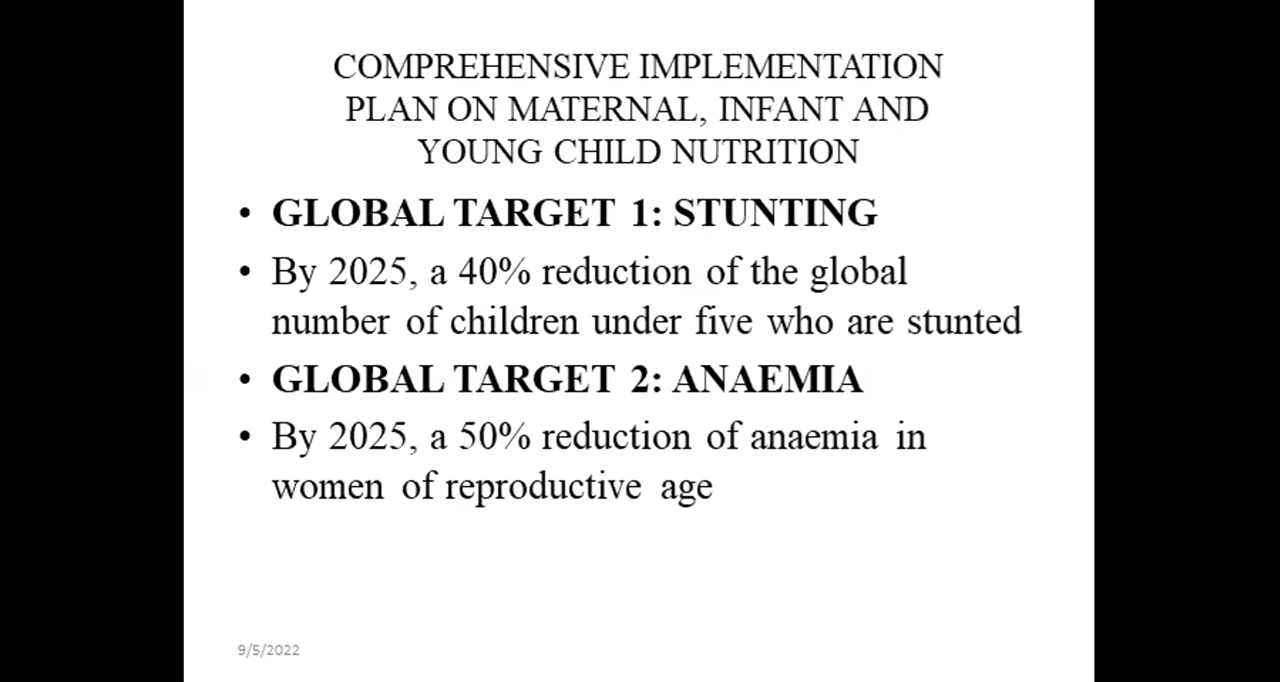 COMPREHENSIVE IMPLEMENTATION
PLAN ON MATERNAL, INFANT AND
YOUNG CHILD NUTRITION
• GLOBAL TARGET 1: STUNTING
• By 2025, a 40% reduction of the global
number of children under five who are stunted
• GLOBAL TARGET 2: ANAEMIA
• By 2025, a 50% reduction of anaemia in
women of reproductive age
9/5/2022